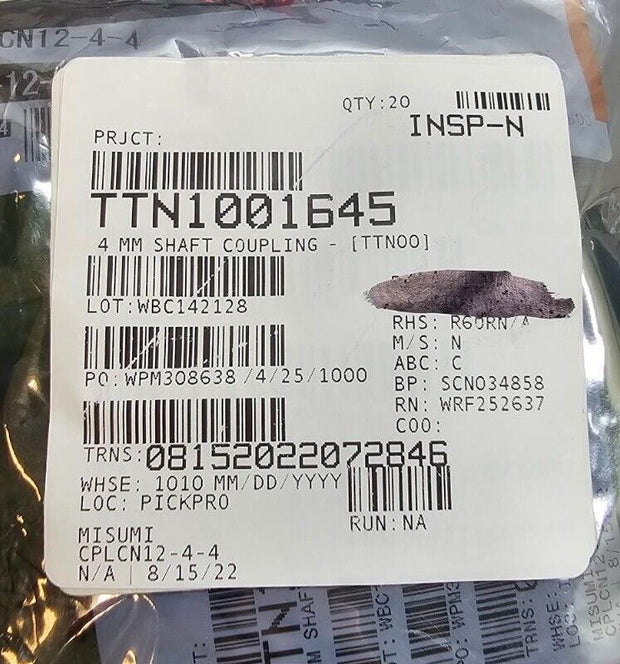 CN12-4-4
QTY:20
INSP-N
PRJCT:
TTN1001645
4 MM SHAFT COUPLING - [TTN00]
LOT:WBC142128
PO:WPM308638/4/25/1000
RHS: R6URN/A
M/S: N
ABC: C
BP: SCN034858
RN: WRF252637
COO:
TRNS:08152022072846
WHSE: 1010 MM/DD/YYYY
LOC: PICKPRO
RUN:NA
MISUMI
CPLCN12-4-4
N/A | 8/15/22